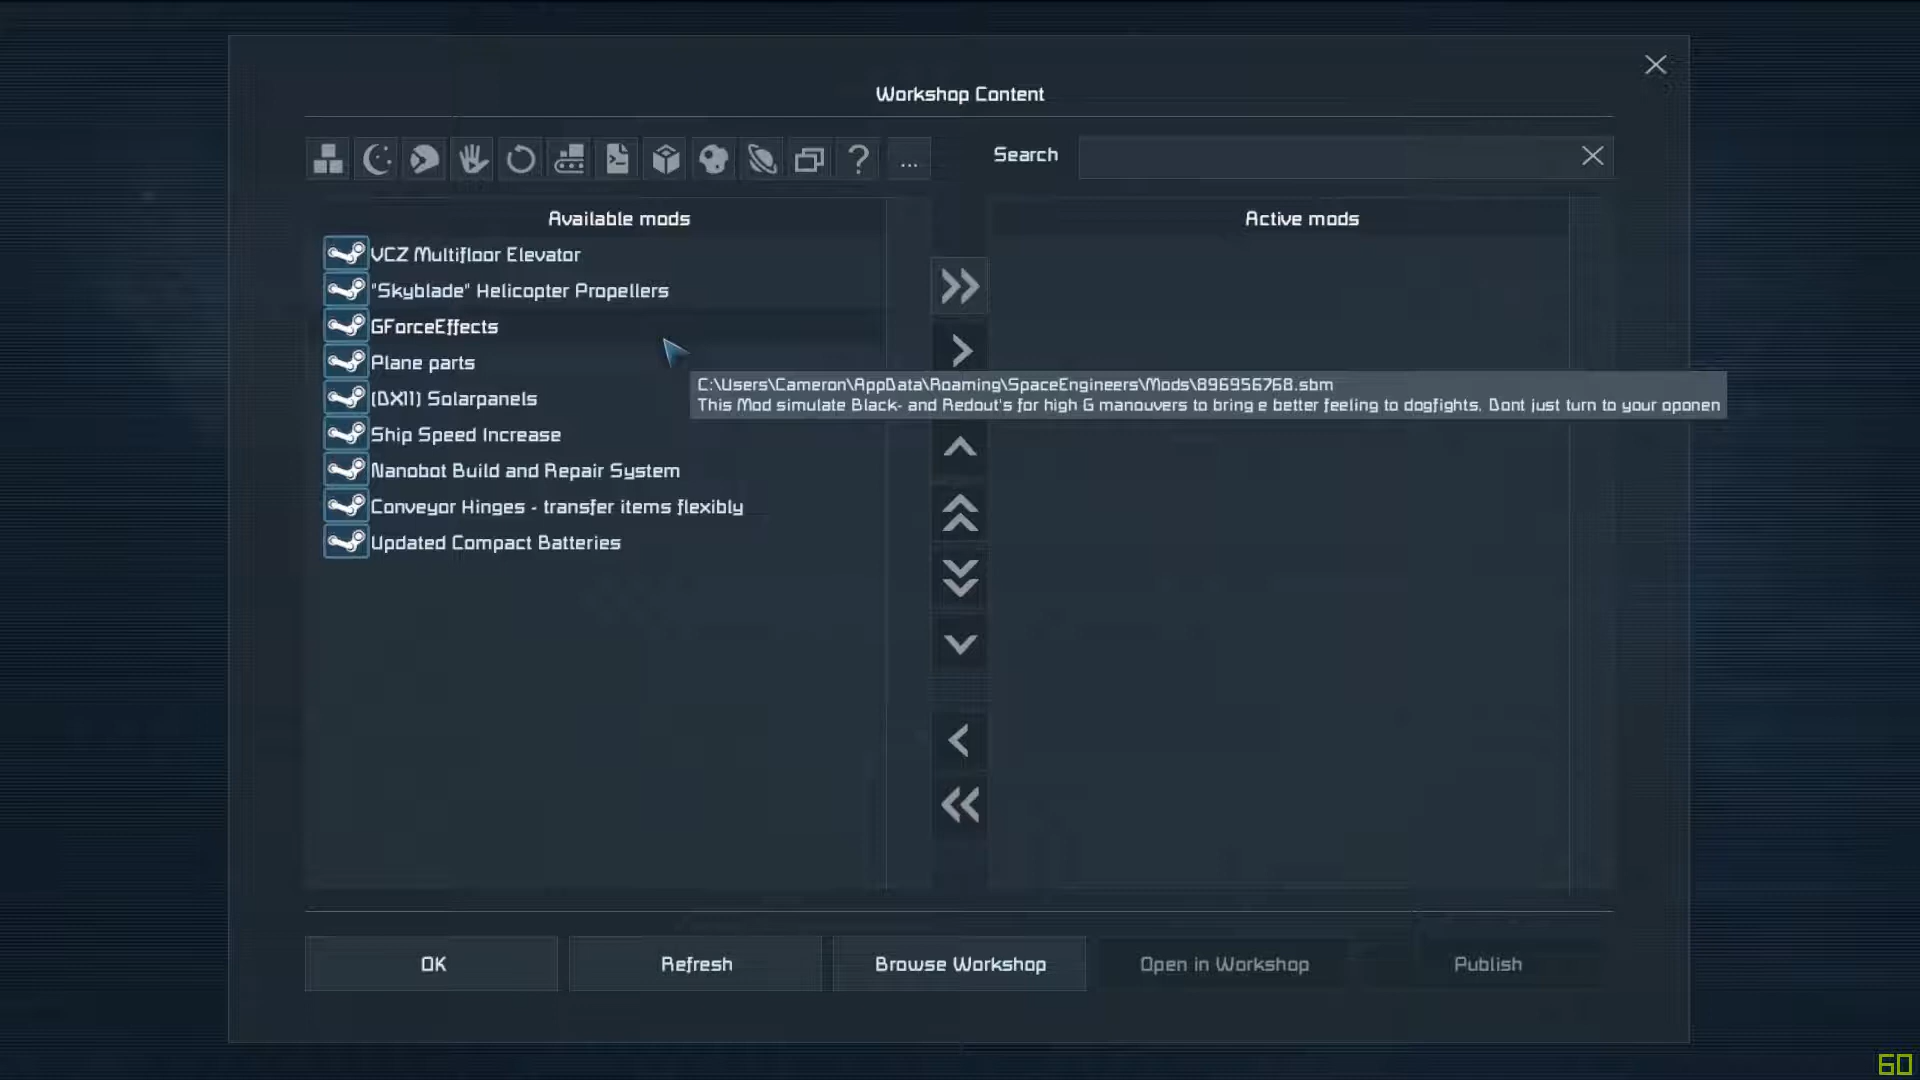 Workshop Content
...
Search
Available mods
Active mods
VCZ Multifloor Elevator
"Skyblade" Helicopter Propellers
GForceEffects
Plane parts
(DX11) Solarpanels
Ship Speed Increase
Nanobot Build and Repair System
Conveyor Hinges - transfer items flexibly
Updated Compact Batteries
C:\Users\Cameron\AppData\Roaming\SpaceEngineers\Mods\896956768.sbm
This Mod simulate Black- and Redout's for high G manouvers to bring e better feeling to dogfights. Dont just turn to your oponen
OK
Refresh
Browse Workshop
Open in Workshop
Publish
60